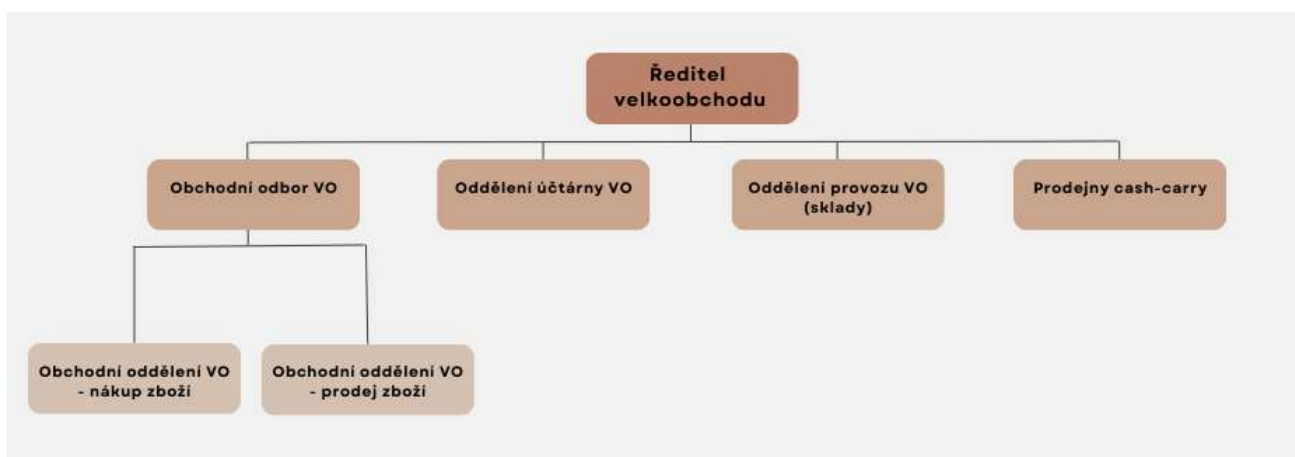 Ředitel
velkoobchodu
Obchodní odbor VO
Oddělení účtárny VO
Oddělení provozu VO
(sklady)
Prodejny cash-carry
Obchodní oddělení VO
- nákup zboží
Obchodní oddělení VO
- prodej zboží